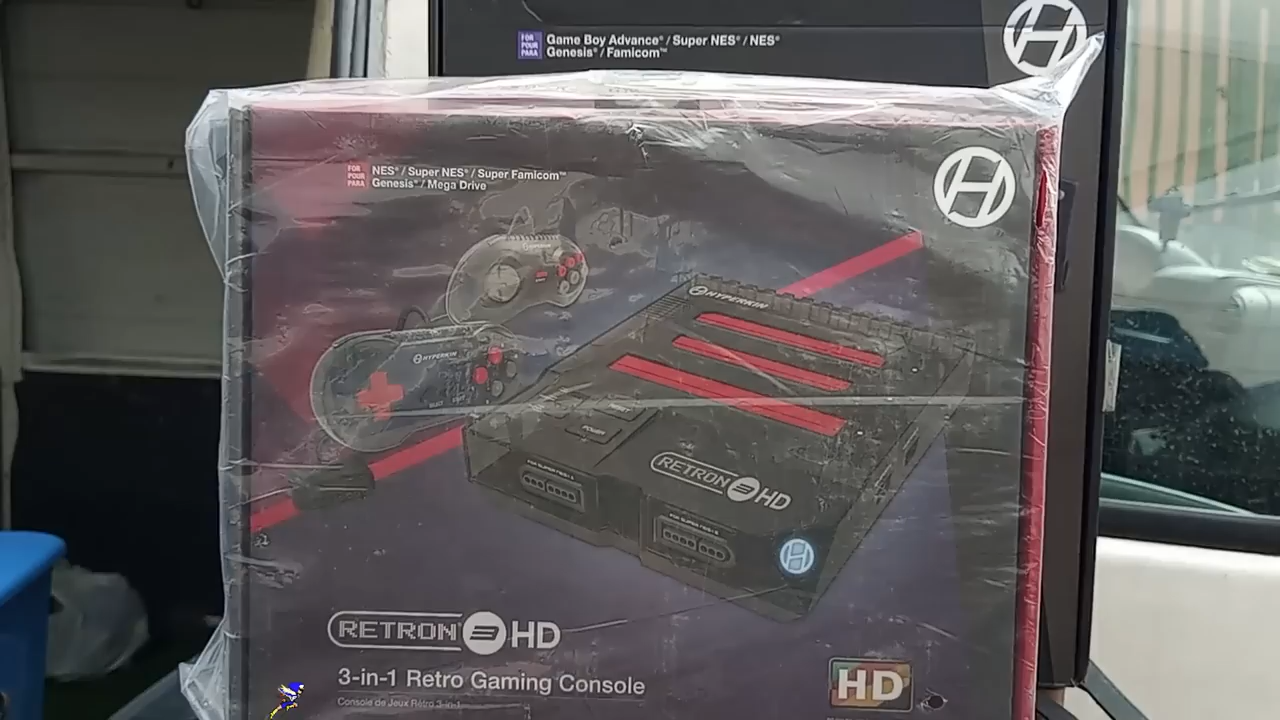 FOR
POUR
PARA
Game Boy Advance® / Super NES® / NES®
Genesis® / Famicom™
FOR
POUR
PARA
NES® / Super NES® / Super Famicom™
Genesis® / Mega Drive
HYPERKIN
HYPERKIN
POWER
RETRON 3 HD
RETRON 3 HD
3-in-1 Retro Gaming Console
Console de Jeux Rétro 3-in-1
HD